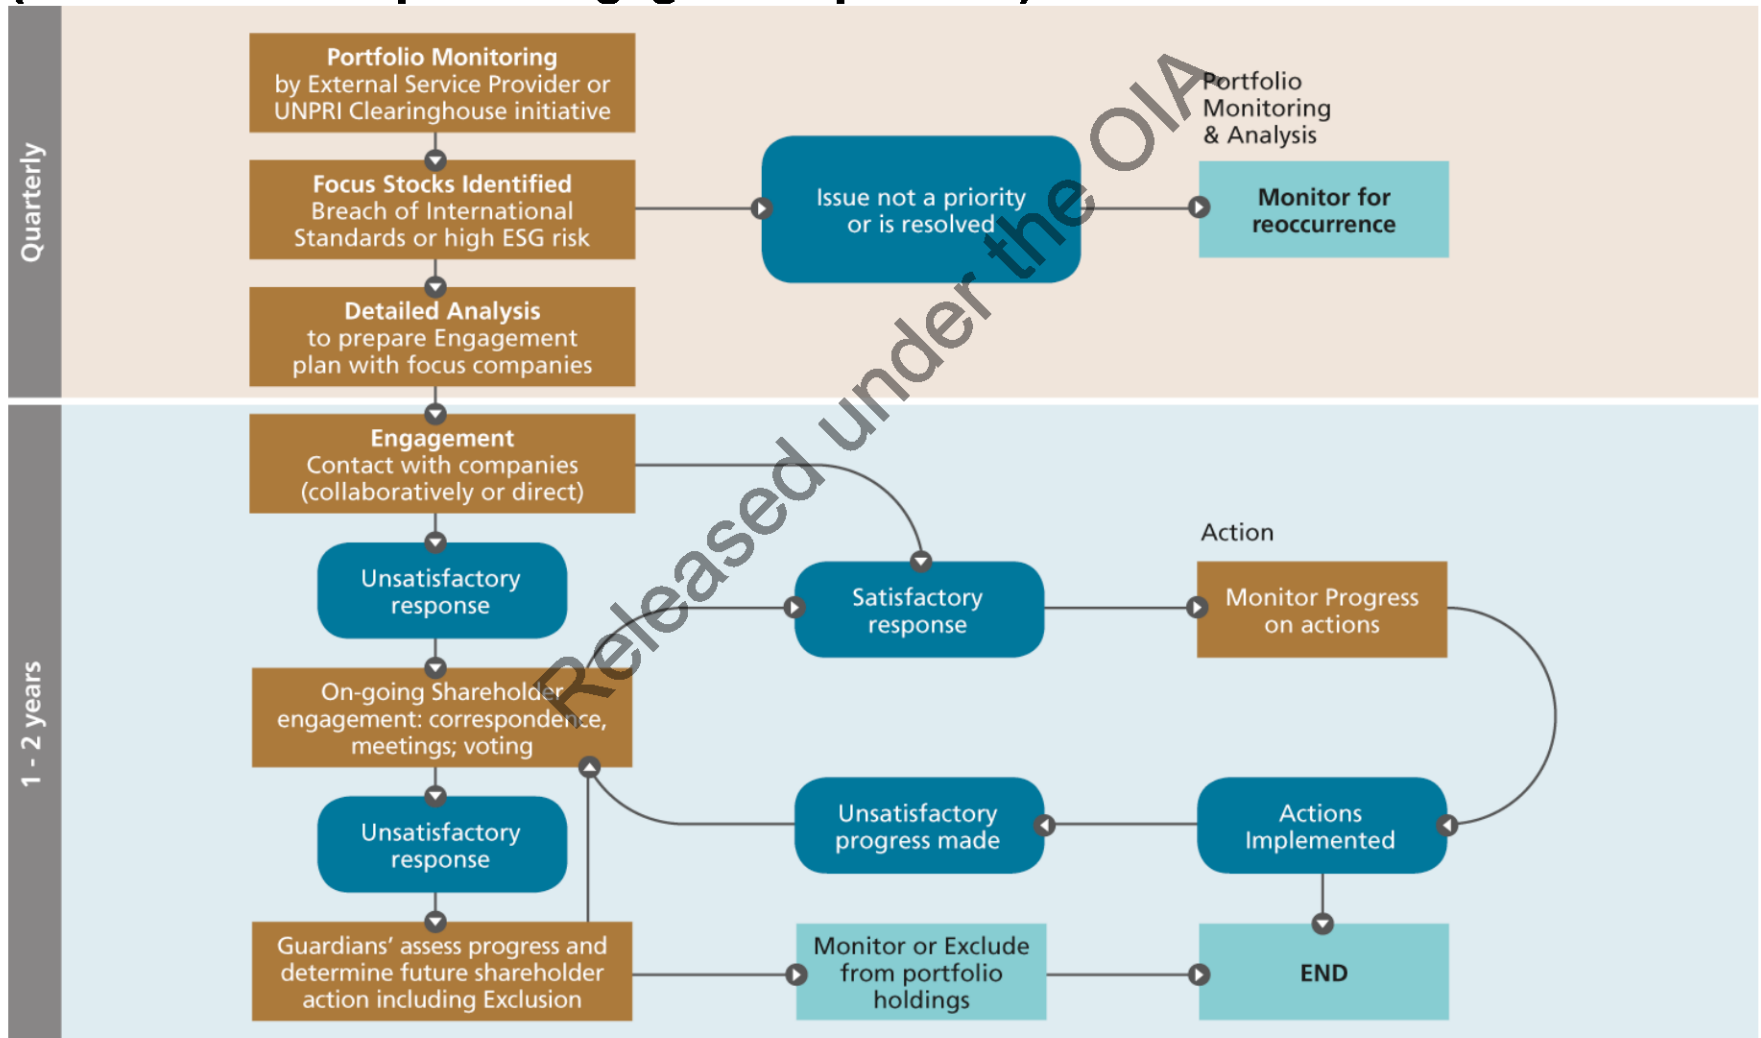 Quarterly
Portfolio Monitoring
by External Service Provider or
UNPRI Clearinghouse initiative
Focus Stocks Identified
Breach of International
Standards or high ESG risk
Detailed Analysis
to prepare Engagement
plan with focus companies
Issue not a priority
or is resolved
Portfolio
Monitoring
& Analysis
Monitor for
reoccurrence
1 - 2 years
Engagement
Contact with companies
(collaboratively or direct)
Unsatisfactory
response
On-going Shareholder
engagement: correspondence,
meetings; voting
Unsatisfactory
response
Guardians’ assess progress and
determine future shareholder
action including Exclusion
Satisfactory
response
Action
Monitor Progress
on actions
Unsatisfactory
progress made
Actions
Implemented
Monitor or Exclude
from portfolio
holdings
END
Released under the OIA